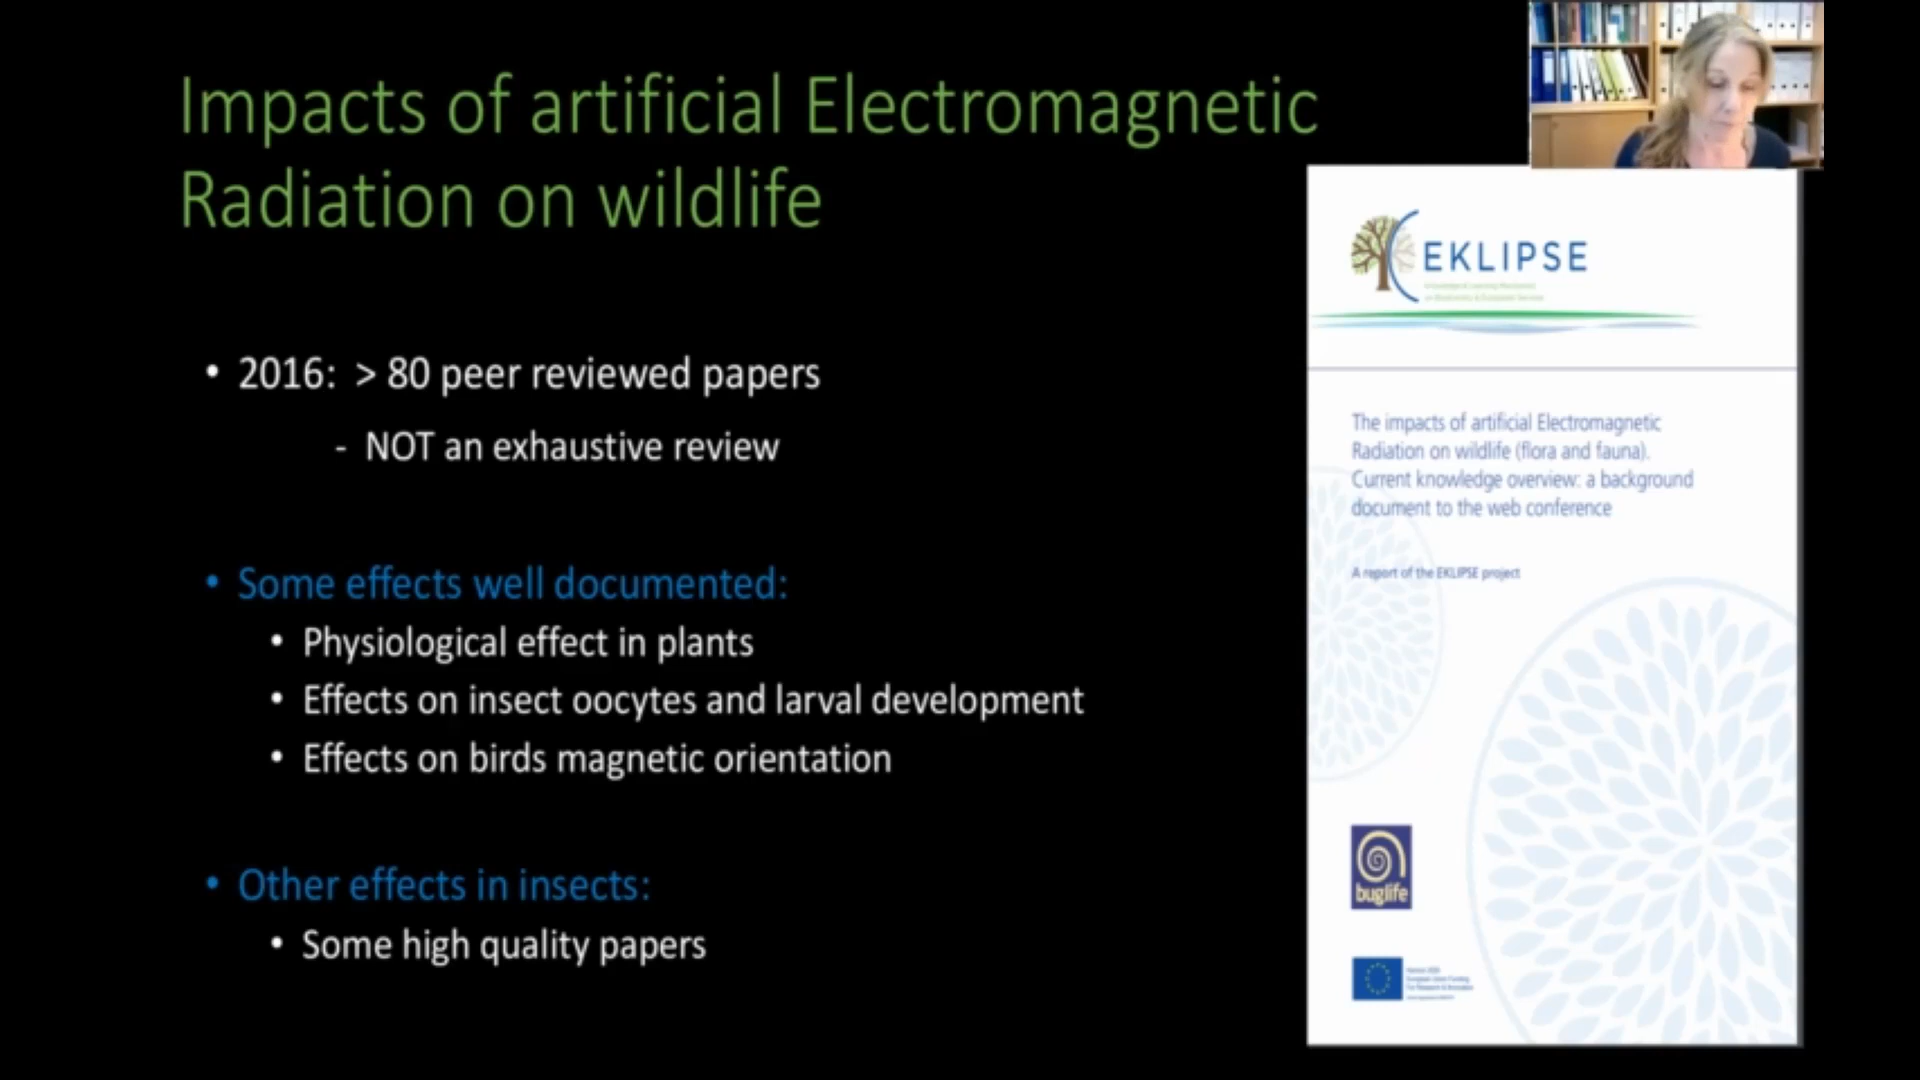 Impacts of artificial Electromagnetic
Radiation on wildlife
• 2016: > 80 peer reviewed papers
- NOT an exhaustive review
• Some effects well documented:
• Physiological effect in plants
• Effects on insect oocytes and larval development
• Effects on birds magnetic orientation
• Other effects in insects:
• Some high quality papers
EKLIPSE
The impacts of artificial Electromagnetic
Radiation on wildlife (flora and fauna).
Current knowledge overview: a background
document to the web conference
A report of the EKLIPSE project
buglife